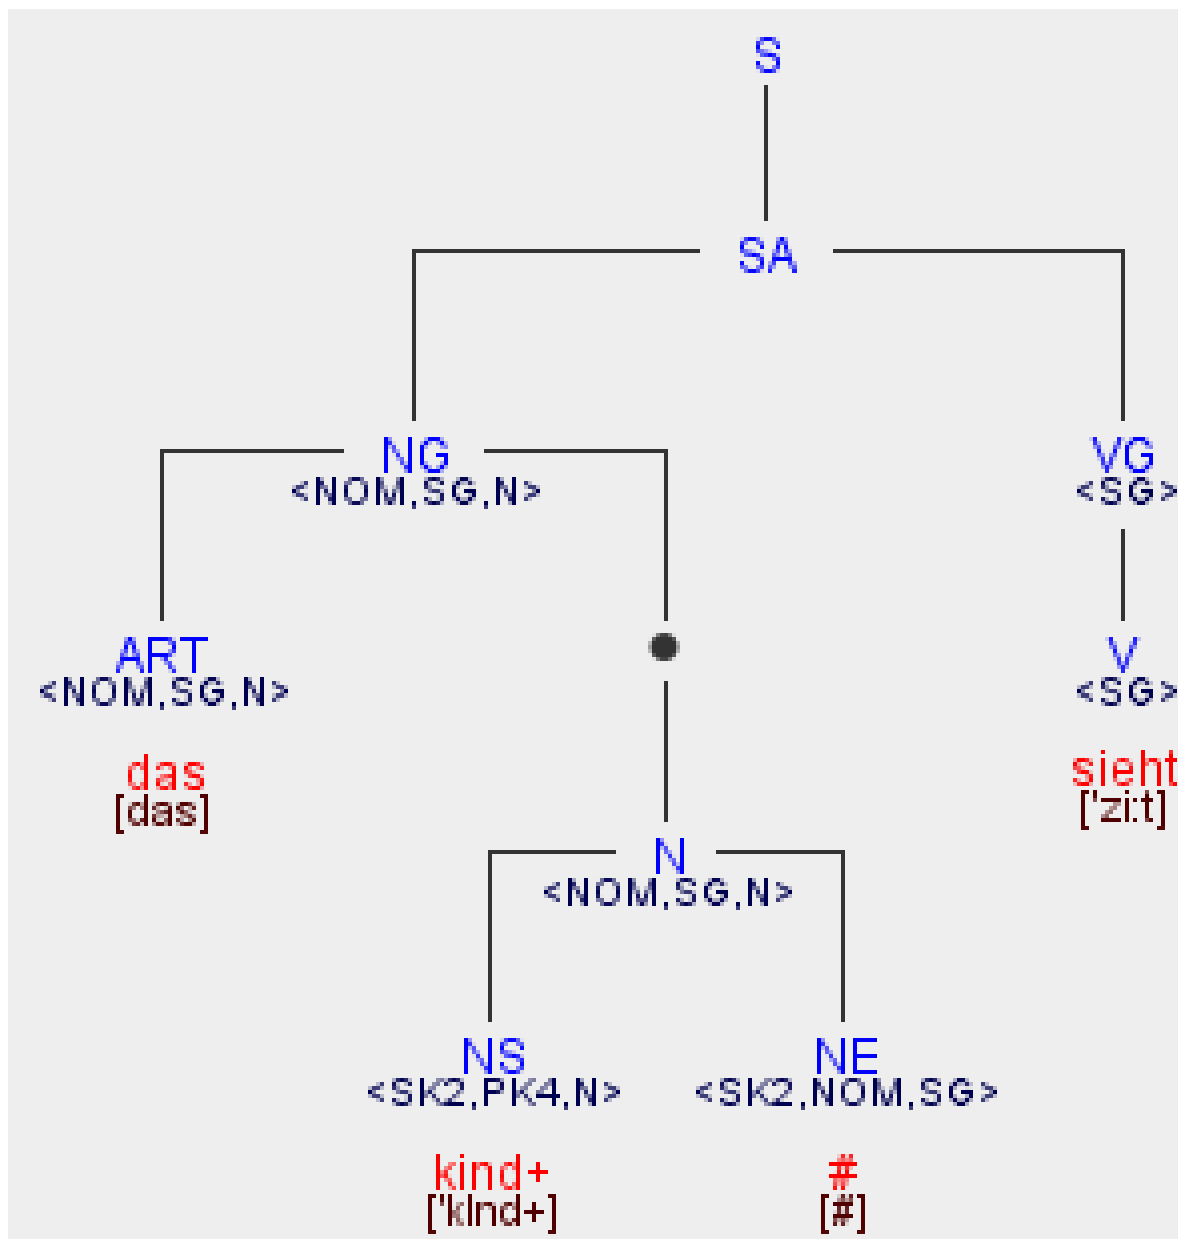 S
SA
NG
<NOM,SG,N>
VG
<SG>
ART
<NOM,SG,N>
V
<SG>
das
[das]
sieht
['zi:t]
N
<NOM,SG,N>
NS
<SK2,PK4,N>
NE
<SK2,NOM,SG>
kind+
['kInd+]
#
[#]